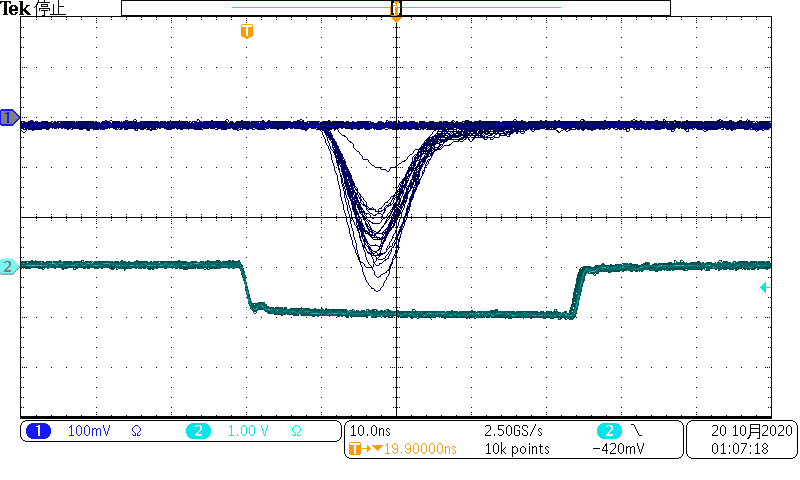 Tek 停止
T
1
2
1 100mV Ω 2 1.00 V Ω
10.0ns 2.50GS/s 2
T→▼19.90000ns 10k points −420mV
20 10月2020
01:07:18